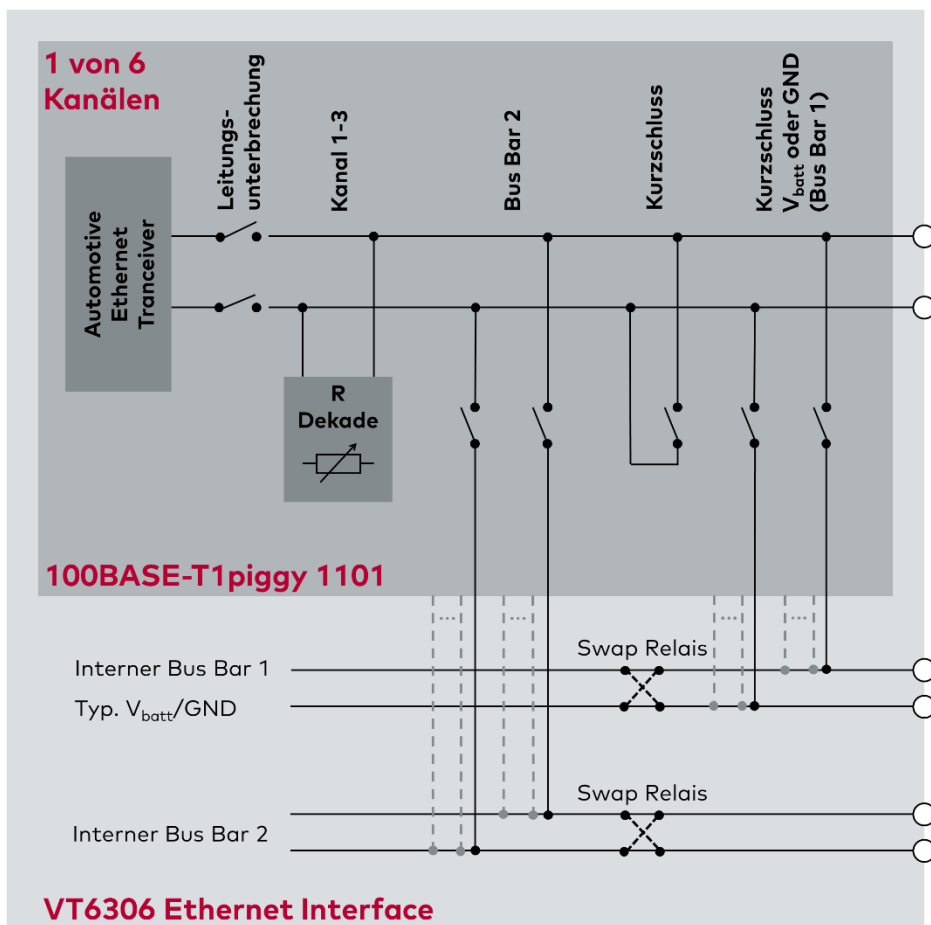 1 von 6
Kanälen
Leitungs-
unterbrechung
Kanal 1-3
Bus Bar 2
Kurzschluss
Kurzschluss
V_batt oder GND
(Bus Bar 1)
Automotive
Ethernet
Tranceiver
R
Dekade
100BASE-T1piggy 1101
...
...
...
...
Swap Relais
Interner Bus Bar 1
Typ. V_batt/GND
Swap Relais
Interner Bus Bar 2
VT6306 Ethernet Interface